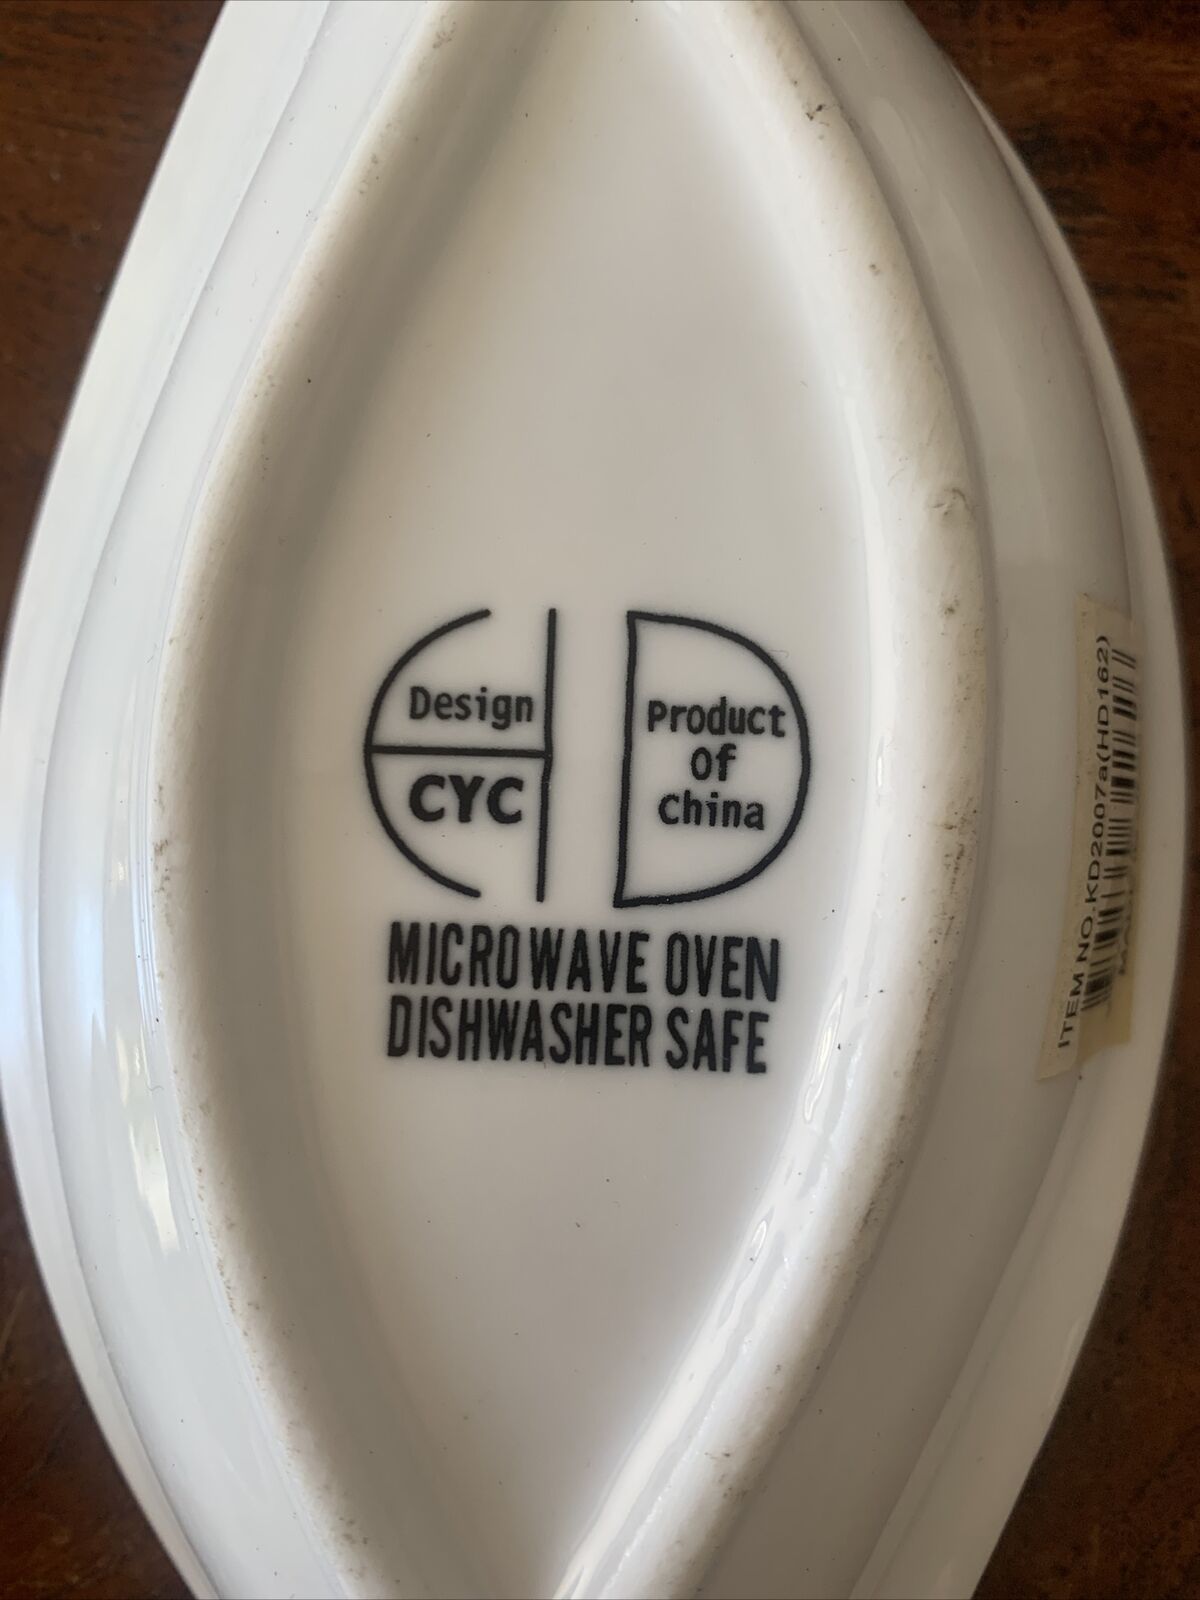 Design
CYC
Product
Of
China
MICROWAVE OVEN
DISHWASHER SAFE
ITEM NO.KD2007a(HD162)